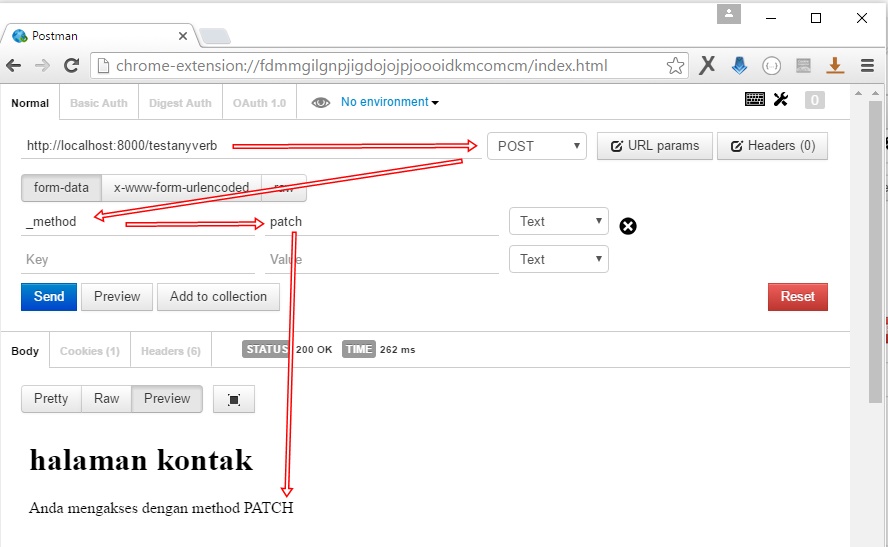 Postman
chrome-extension://fdmmgilgnpjigdojojpjoooidkmcomcm/index.html
Normal Basic Auth Digest Auth OAuth 1.0 No environment 0
http://localhost:8000/testanyverb POST URL params Headers (0)
form-data x-www-form-urlencoded raw
_method patch Text
Key Value Text
Send Preview Add to collection Reset
Body Cookies (1) Headers (6) STATUS 200 OK TIME 262 ms
Pretty Raw Preview
halaman kontak
Anda mengakses dengan method PATCH